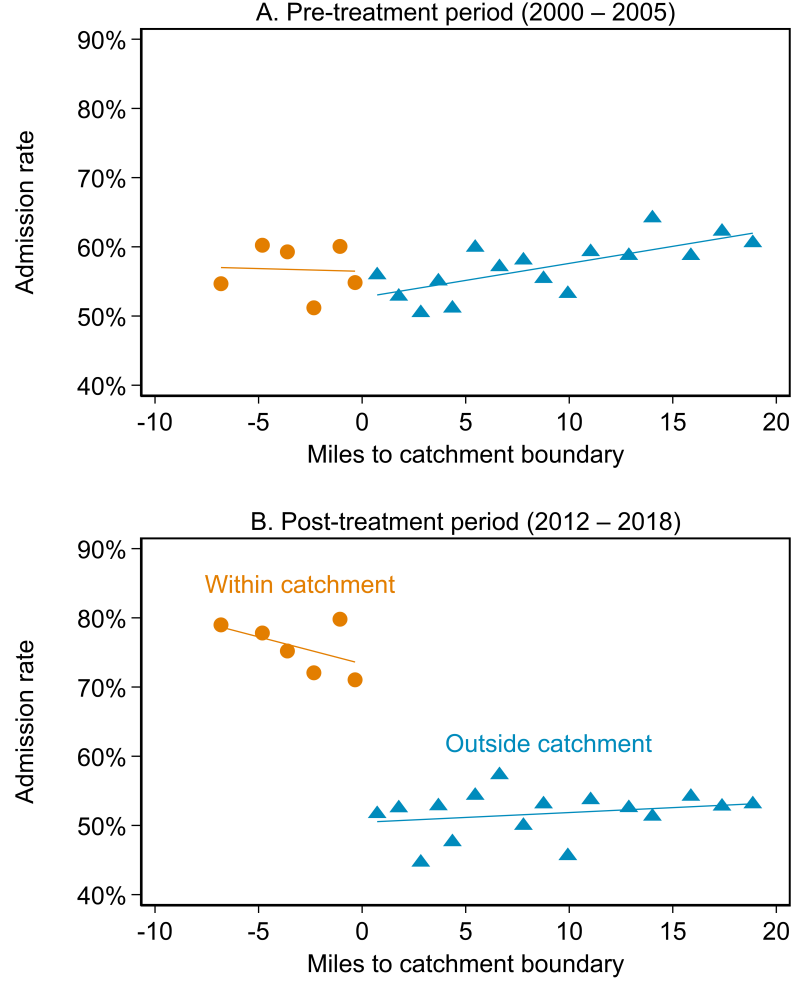 A. Pre-treatment period (2000 – 2005)
90%
80%
70%
60%
50%
40%
Admission rate
-10 -5 0 5 10 15 20
Miles to catchment boundary
B. Post-treatment period (2012 – 2018)
90%
80%
70%
60%
50%
40%
Admission rate
Within catchment
Outside catchment
-10 -5 0 5 10 15 20
Miles to catchment boundary